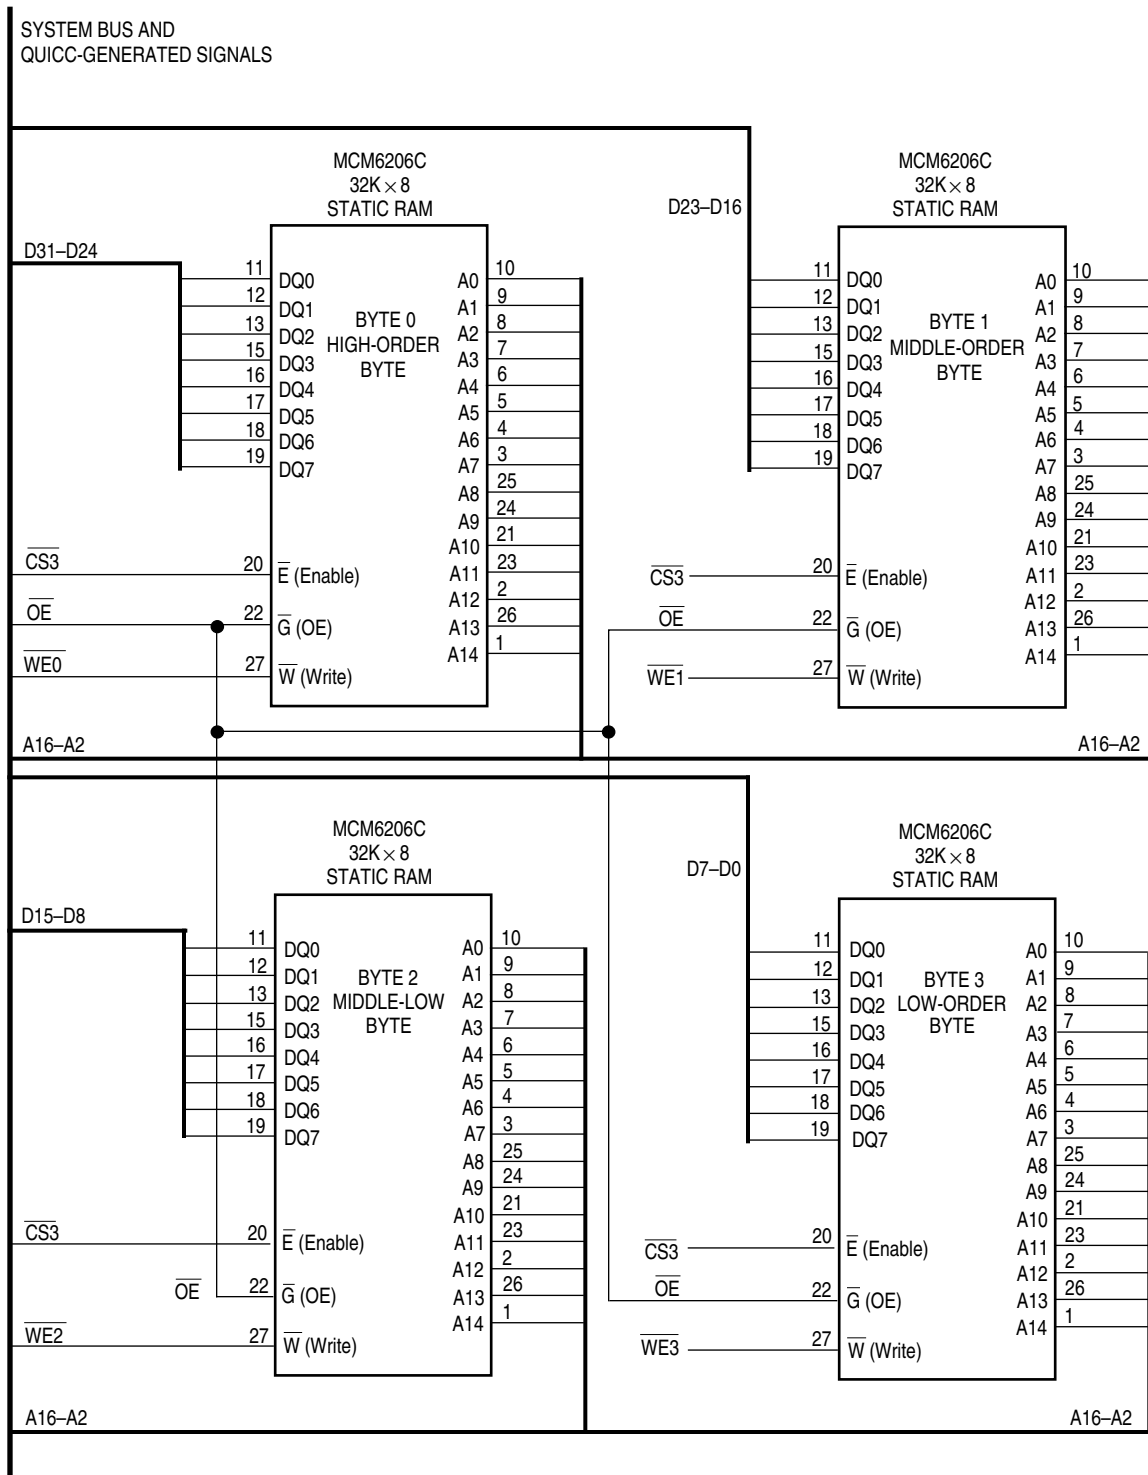 SYSTEM BUS AND
QUICC-GENERATED SIGNALS
MCM6206C
32K × 8
STATIC RAM
D31–D24
11 DQ0
12 DQ1
13 DQ2
15 DQ3
16 DQ4
17 DQ5
18 DQ6
19 DQ7
BYTE 0
HIGH-ORDER
BYTE
A0 10
A1 9
A2 8
A3 7
A4 6
A5 5
A6 4
A7 3
A8 25
A9 24
A10 21
A11 23
A12 2
A13 26
A14 1
C̅S̅3̅ 20 E̅ (Enable)
O̅E̅ 22 G̅ (OE)
W̅E̅0̅ 27 W̅ (Write)
A16–A2
MCM6206C
32K × 8
STATIC RAM
D23–D16
11 DQ0
12 DQ1
13 DQ2
15 DQ3
16 DQ4
17 DQ5
18 DQ6
19 DQ7
BYTE 1
MIDDLE-ORDER
BYTE
A0 10
A1 9
A2 8
A3 7
A4 6
A5 5
A6 4
A7 3
A8 25
A9 24
A10 21
A11 23
A12 2
A13 26
A14 1
C̅S̅3̅ 20 E̅ (Enable)
O̅E̅ 22 G̅ (OE)
W̅E̅1̅ 27 W̅ (Write)
A16–A2
MCM6206C
32K × 8
STATIC RAM
D15–D8
11 DQ0
12 DQ1
13 DQ2
15 DQ3
16 DQ4
17 DQ5
18 DQ6
19 DQ7
BYTE 2
MIDDLE-LOW
BYTE
A0 10
A1 9
A2 8
A3 7
A4 6
A5 5
A6 4
A7 3
A8 25
A9 24
A10 21
A11 23
A12 2
A13 26
A14 1
C̅S̅3̅ 20 E̅ (Enable)
O̅E̅ 22 G̅ (OE)
W̅E̅2̅ 27 W̅ (Write)
A16–A2
MCM6206C
32K × 8
STATIC RAM
D7–D0
11 DQ0
12 DQ1
13 DQ2
15 DQ3
16 DQ4
17 DQ5
18 DQ6
19 DQ7
BYTE 3
LOW-ORDER
BYTE
A0 10
A1 9
A2 8
A3 7
A4 6
A5 5
A6 4
A7 3
A8 25
A9 24
A10 21
A11 23
A12 2
A13 26
A14 1
C̅S̅3̅ 20 E̅ (Enable)
O̅E̅ 22 G̅ (OE)
W̅E̅3̅ 27 W̅ (Write)
A16–A2